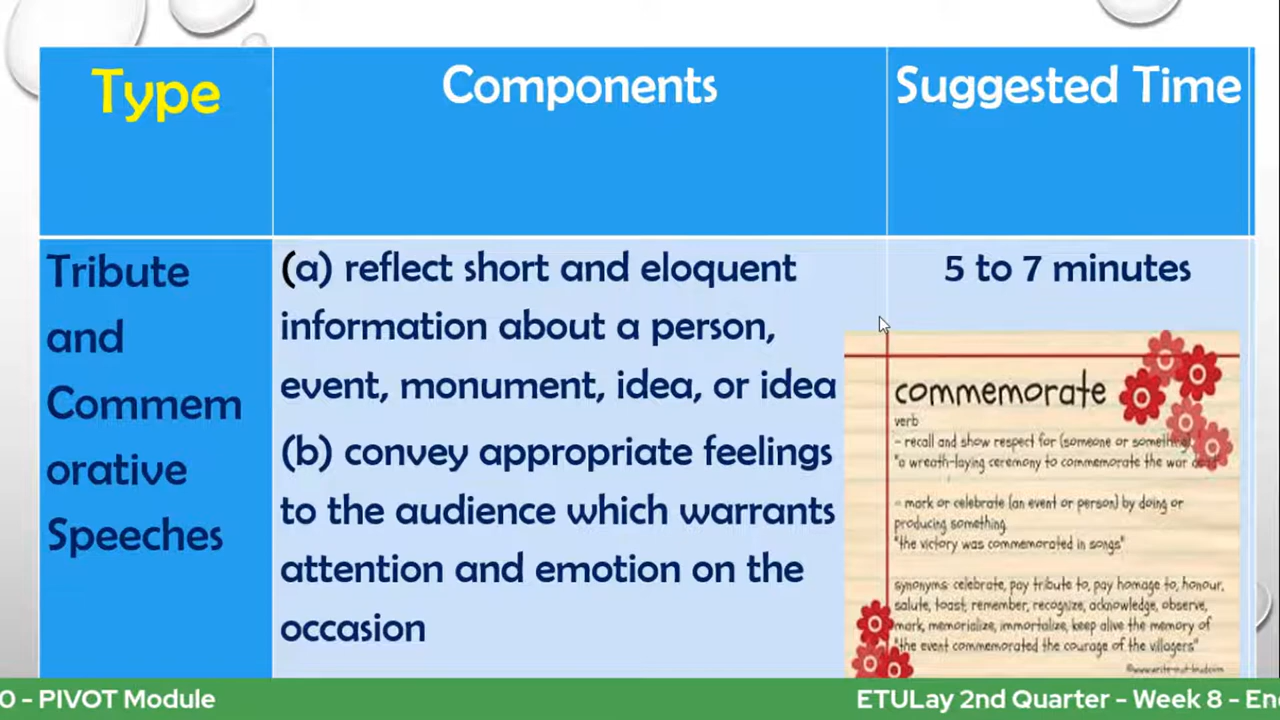 Type
Components
Suggested Time
Tribute
and
Commem
orative
Speeches
(a) reflect short and eloquent
information about a person,
event, monument, idea, or idea
(b) convey appropriate feelings
to the audience which warrants
attention and emotion on the
occasion
5 to 7 minutes
commemorate
verb
- recall and show respect for (someone or something)
"a wreath-laying ceremony to commemorate the war
- mark or celebrate (an event or person) by doing or
producing something.
"the victory was commemorated in songs"
synonyms: celebrate, pay tribute to, pay homage to, honour,
salute, toast, remember, recognize, acknowledge, observe,
mark, memorialize, immortalize, keep alive the memory of
"the event commemorated the courage of the villagers"
0 - PIVOT Module
ETULay 2nd Quarter - Week 8 - En